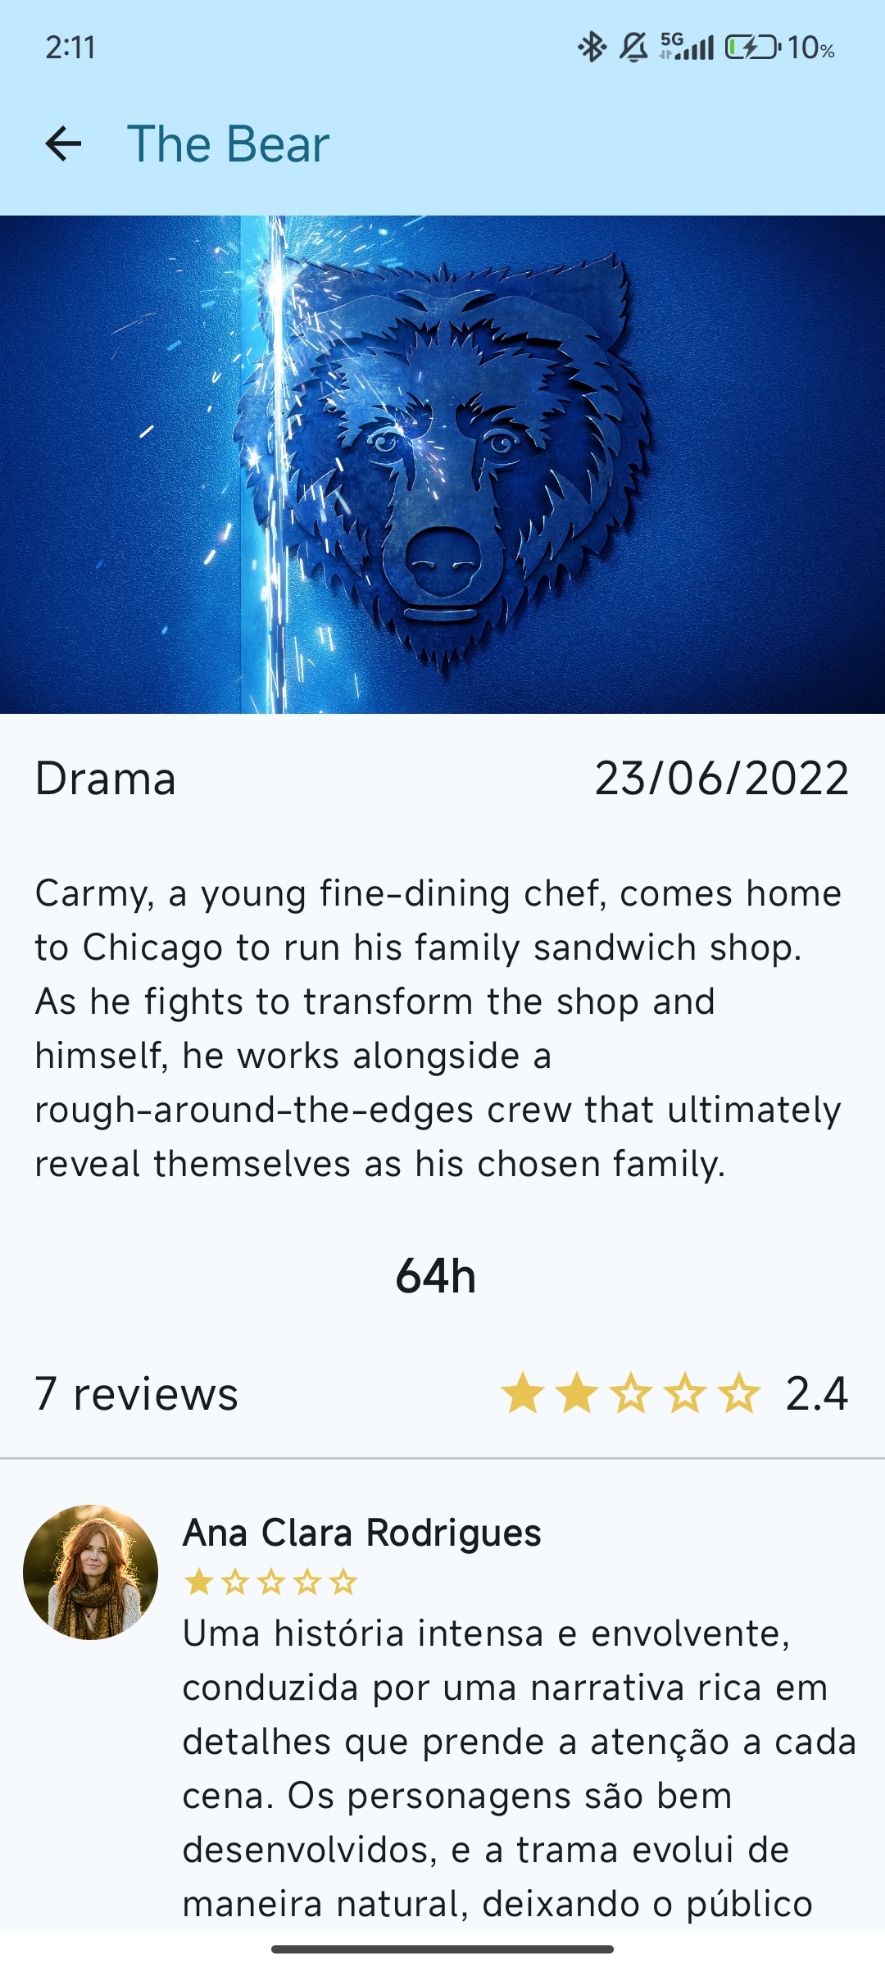 2:11
5G
10%
The Bear
Drama
23/06/2022
Carmy, a young fine-dining chef, comes home
to Chicago to run his family sandwich shop.
As he fights to transform the shop and
himself, he works alongside a
rough-around-the-edges crew that ultimately
reveal themselves as his chosen family.
64h
7 reviews
2.4
Ana Clara Rodrigues
Uma história intensa e envolvente,
conduzida por uma narrativa rica em
detalhes que prende a atenção a cada
cena. Os personagens são bem
desenvolvidos, e a trama evolui de
maneira natural, deixando o público